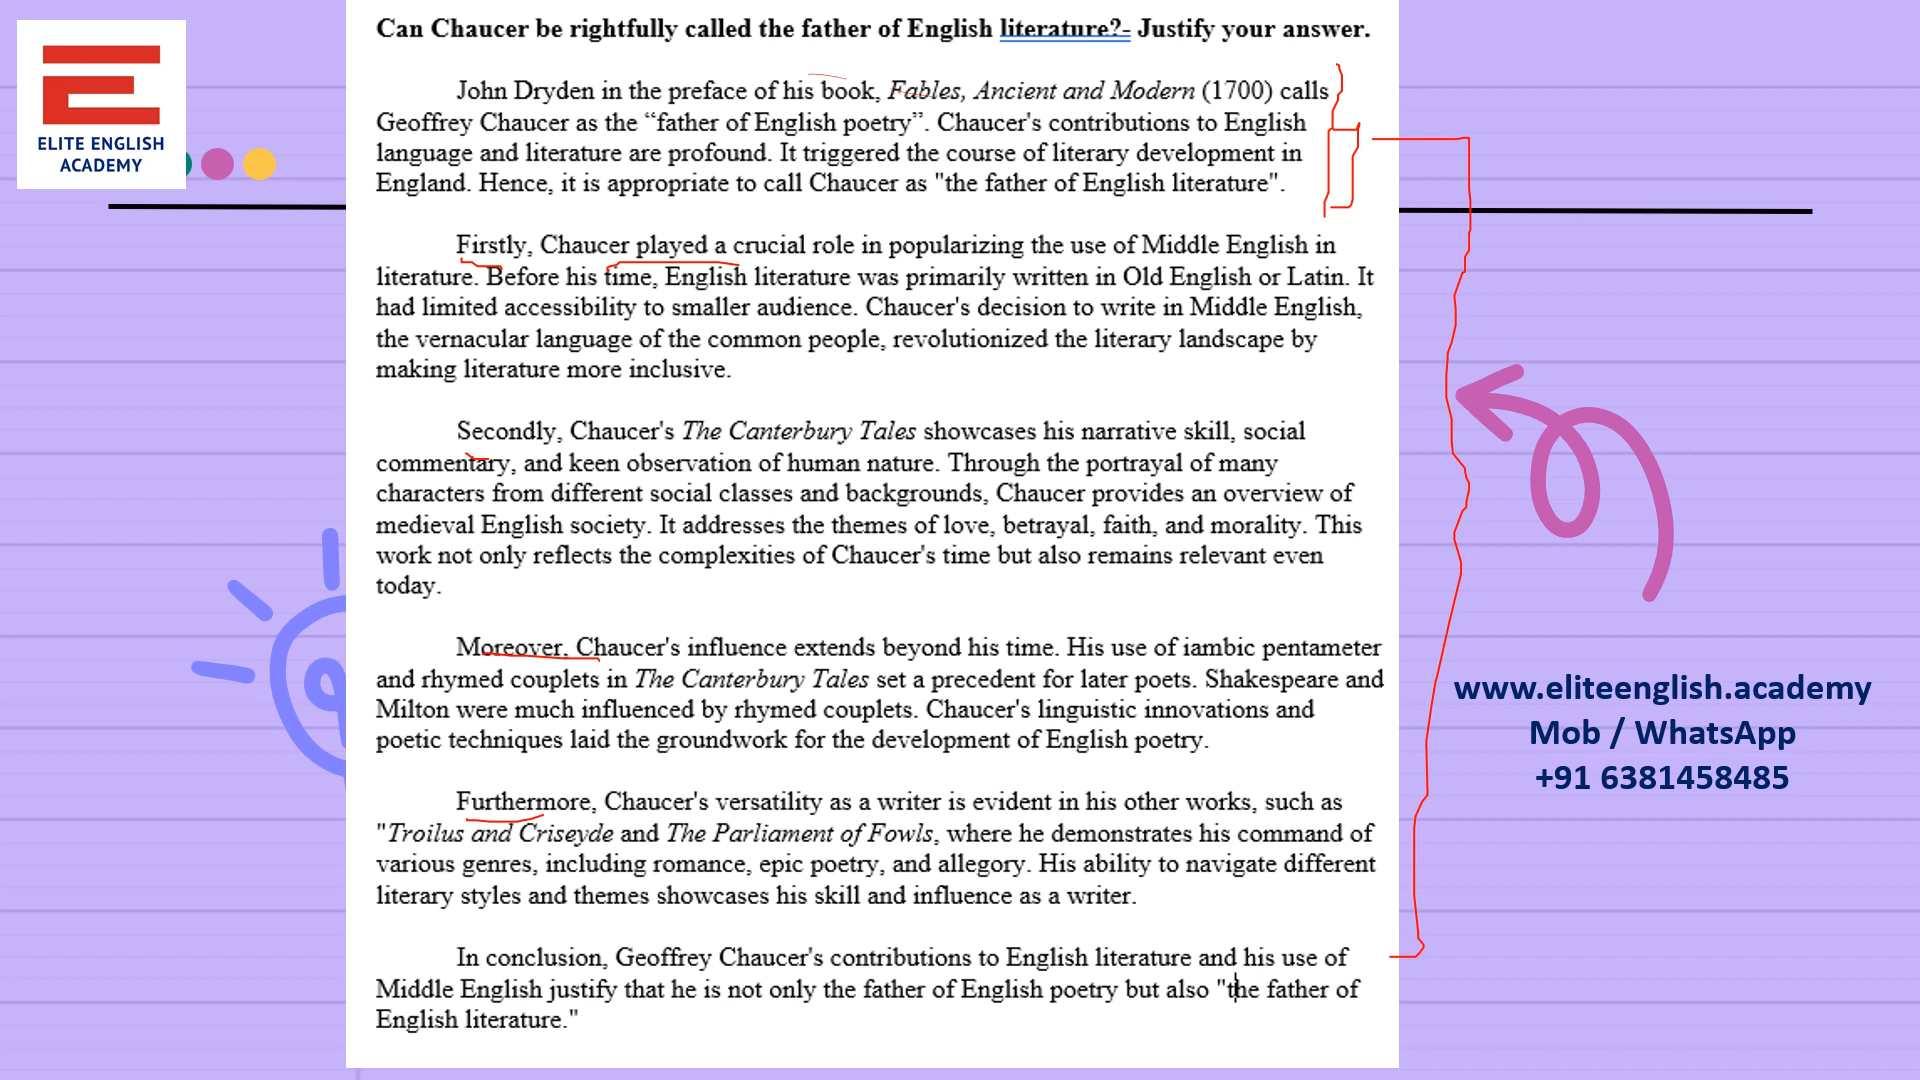 ELITE ENGLISH
ACADEMY
Can Chaucer be rightfully called the father of English literature?- Justify your answer.
John Dryden in the preface of his book, Fables, Ancient and Modern (1700) calls
Geoffrey Chaucer as the “father of English poetry”. Chaucer's contributions to English
language and literature are profound. It triggered the course of literary development in
England. Hence, it is appropriate to call Chaucer as "the father of English literature".
Firstly, Chaucer played a crucial role in popularizing the use of Middle English in
literature. Before his time, English literature was primarily written in Old English or Latin. It
had limited accessibility to smaller audience. Chaucer's decision to write in Middle English,
the vernacular language of the common people, revolutionized the literary landscape by
making literature more inclusive.
Secondly, Chaucer's The Canterbury Tales showcases his narrative skill, social
commentary, and keen observation of human nature. Through the portrayal of many
characters from different social classes and backgrounds, Chaucer provides an overview of
medieval English society. It addresses the themes of love, betrayal, faith, and morality. This
work not only reflects the complexities of Chaucer's time but also remains relevant even
today.
Moreover, Chaucer's influence extends beyond his time. His use of iambic pentameter
and rhymed couplets in The Canterbury Tales set a precedent for later poets. Shakespeare and
Milton were much influenced by rhymed couplets. Chaucer's linguistic innovations and
poetic techniques laid the groundwork for the development of English poetry.
Furthermore, Chaucer's versatility as a writer is evident in his other works, such as
"Troilus and Criseyde and The Parliament of Fowls, where he demonstrates his command of
various genres, including romance, epic poetry, and allegory. His ability to navigate different
literary styles and themes showcases his skill and influence as a writer.
In conclusion, Geoffrey Chaucer's contributions to English literature and his use of
Middle English justify that he is not only the father of English poetry but also "the father of
English literature."
www.eliteenglish.academy
Mob / WhatsApp
+91 6381458485